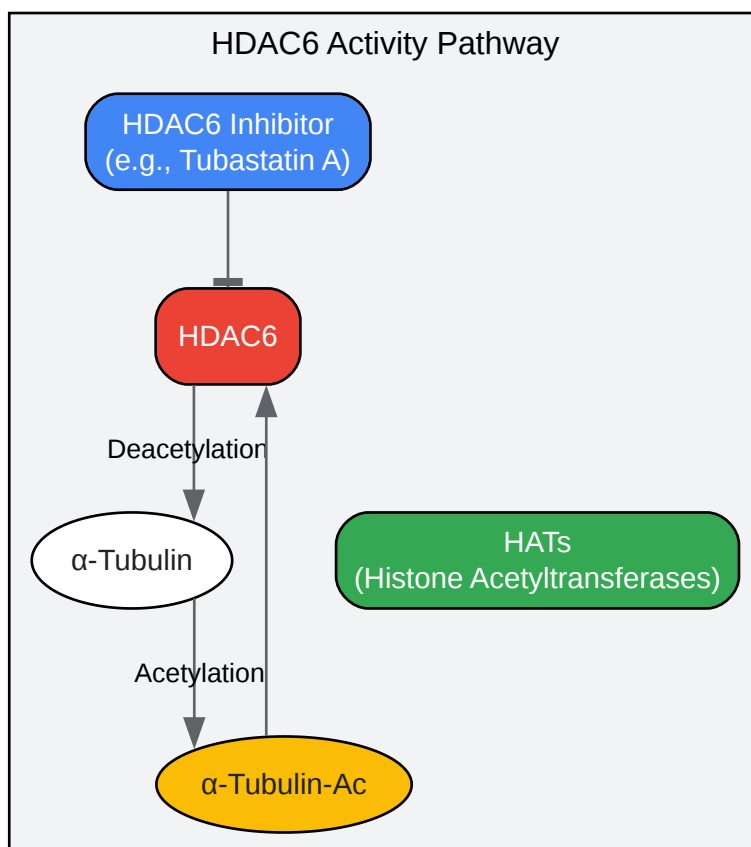 HDAC6 Activity Pathway
HDAC6 Inhibitor
(e.g., Tubastatin A)
HDAC6
Deacetylation
α-Tubulin
HATs
(Histone Acetyltransferases)
Acetylation
α-Tubulin-Ac